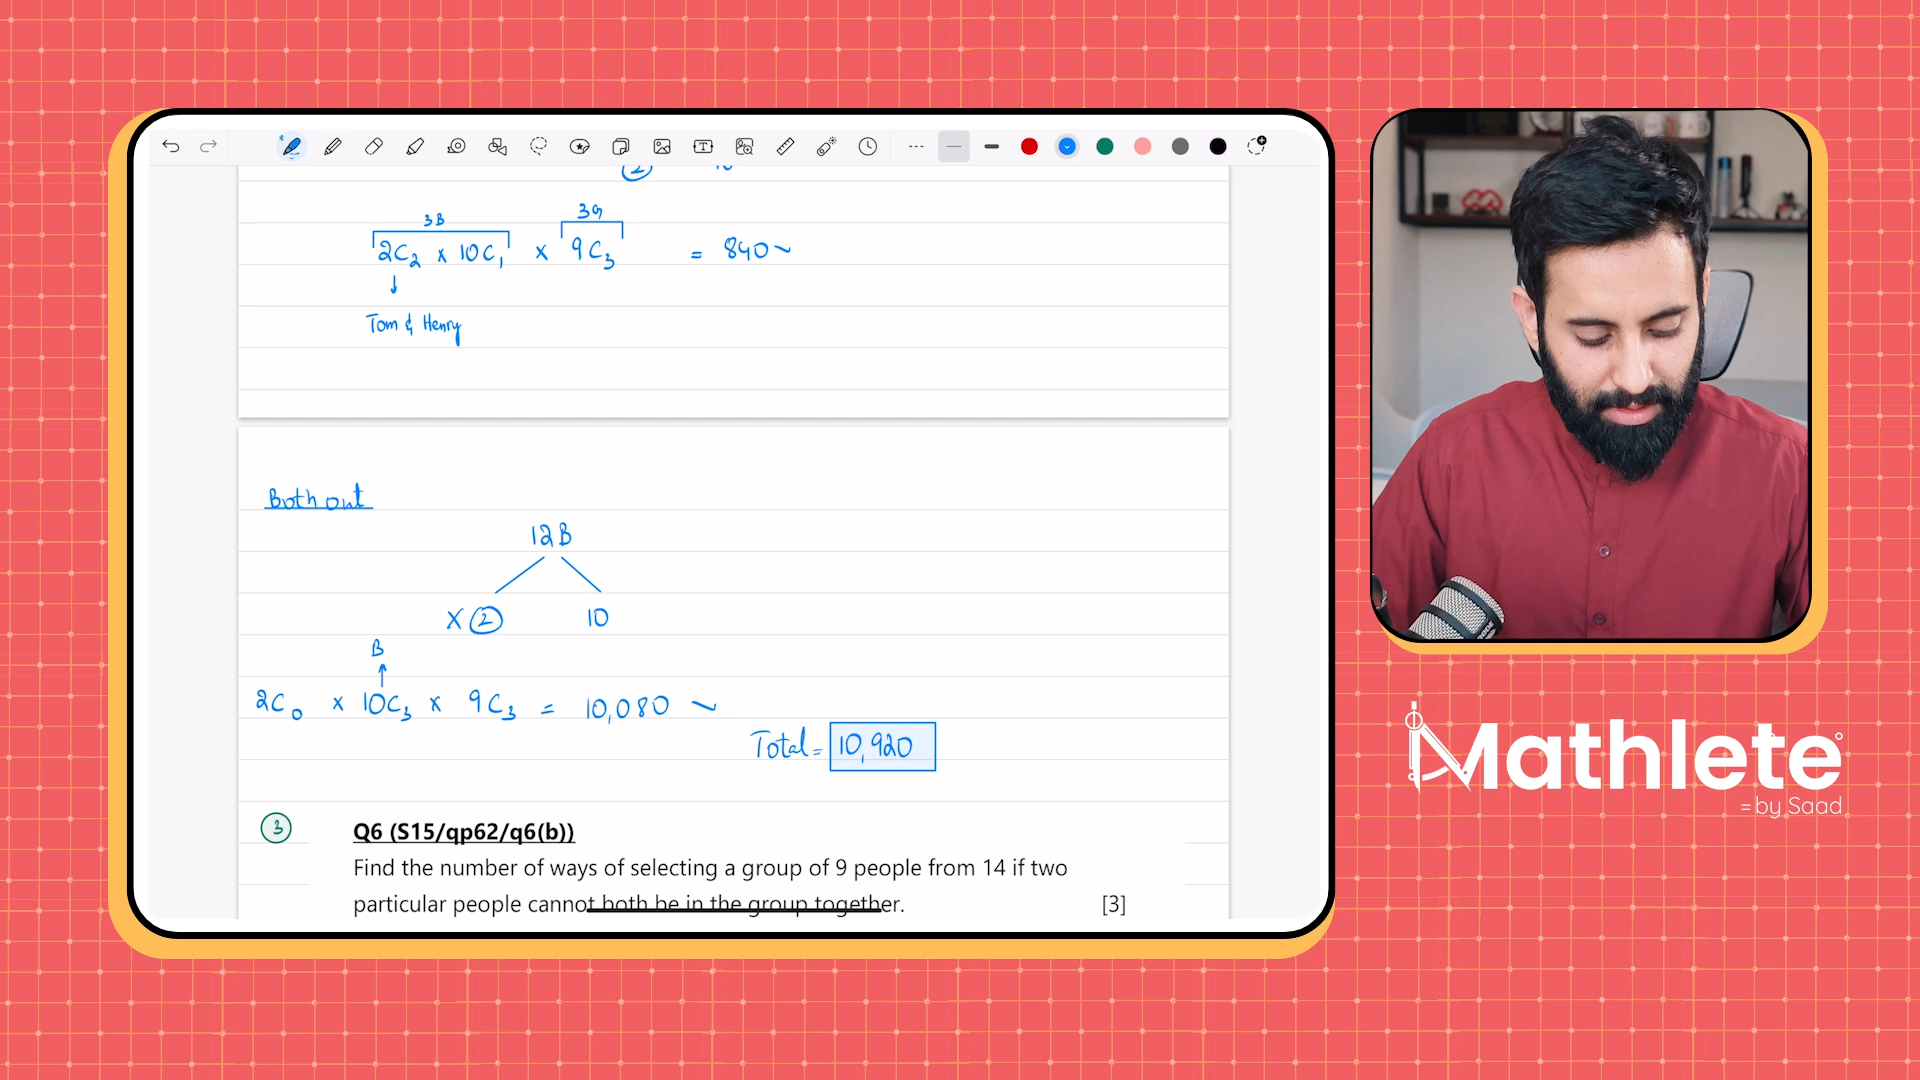 3B 3G
2C₂ x 10C₁ x 9C₃ = 840
Tom & Henry
Both out
12B
X 2 10
B
2C₀ x 10C₃ x 9C₃ = 10,080
Total = 10,920
3
Q6 (S15/qp62/q6(b))
Find the number of ways of selecting a group of 9 people from 14 if two
particular people cannot both be in the group together. [3]
Mathlete
= by Saad